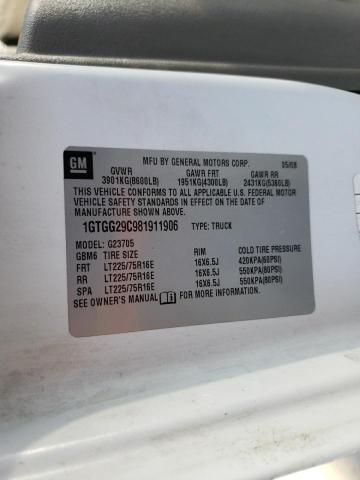 GM MFD BY GENERAL MOTORS CORP. 05/08
GVWR GAWR FRT GAWR RR
3901KG(8600LB) 1951KG(4300LB) 2431KG(5360LB)
THIS VEHICLE CONFORMS TO ALL APPLICABLE U.S. FEDERAL MOTOR
VEHICLE SAFETY STANDARDS IN EFFECT ON THE DATE OF
MANUFACTURE SHOWN ABOVE.
1GTGG29C981911906 TYPE: TRUCK
MODEL: G23705
GBM6 TIRE SIZE RIM COLD TIRE PRESSURE
FRT LT225/75R16E 16X6.5J 420KPA(60PSI)
RR LT225/75R16E 16X6.5J 550KPA(80PSI)
SPA LT225/75R16E 16X6.5J 550KPA(80PSI)
SEE OWNER'S MANUAL FOR MORE INFORMATION.